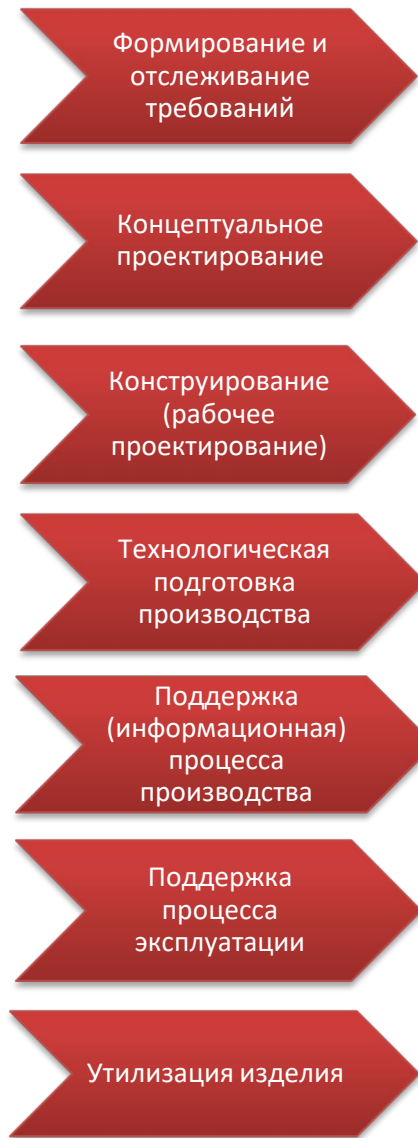 Формирование и
отслеживание
требований
Концептуальное
проектирование
Конструирование
(рабочее
проектирование)
Технологическая
подготовка
производства
Поддержка
(информационная)
процесса
производства
Поддержка
процесса
эксплуатации
Утилизация изделия